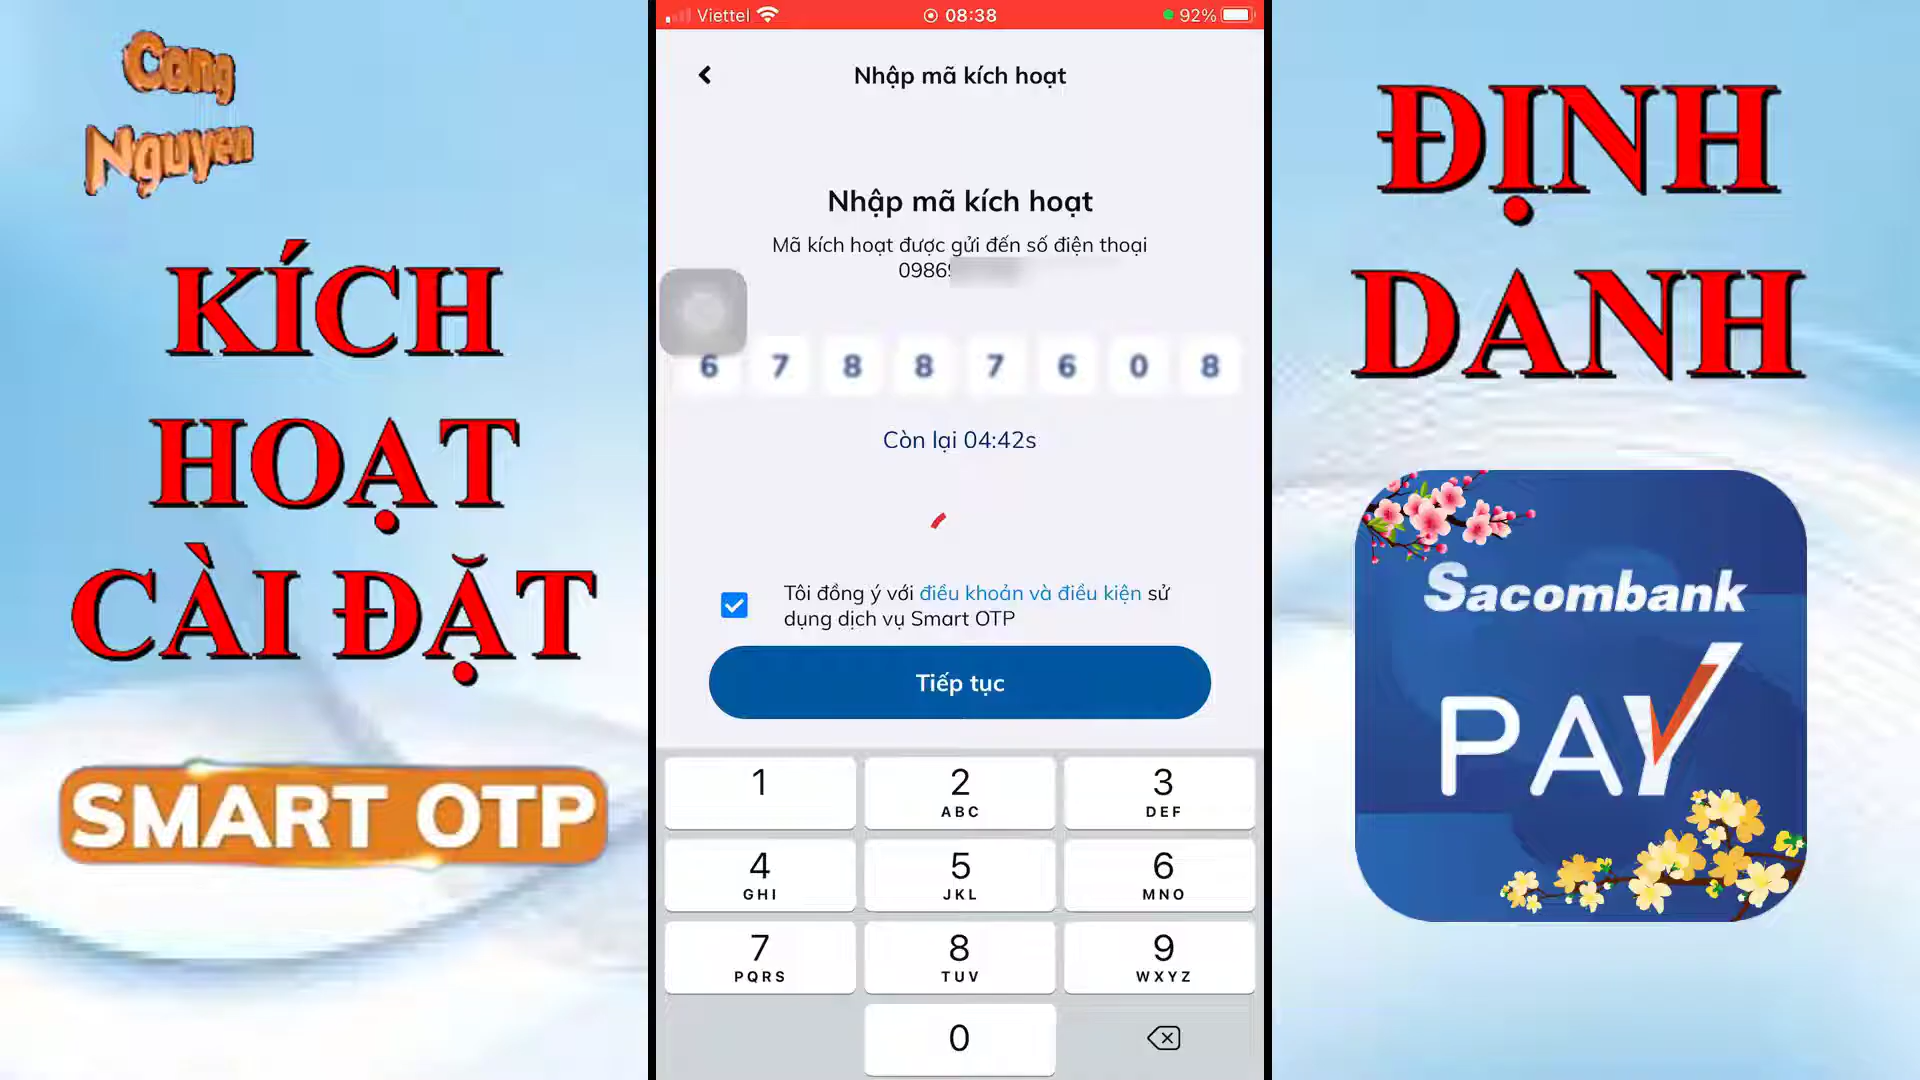 Cong
Nguyen
KÍCH
HOẠT
CÀI ĐẶT
SMART OTP
Viettel
08:38
92%
Nhập mã kích hoạt
Nhập mã kích hoạt
Mã kích hoạt được gửi đến số điện thoại
0986
6 7 8 8 7 6 0 8
Còn lại 04:42s
Tôi đồng ý với điều khoản và điều kiện sử
dụng dịch vụ Smart OTP
Tiếp tục
1 2 3
ABC DEF
4 5 6
GHI JKL MNO
7 8 9
PQRS TUV WXYZ
0
ĐỊNH
DANH
Sacombank
PAY